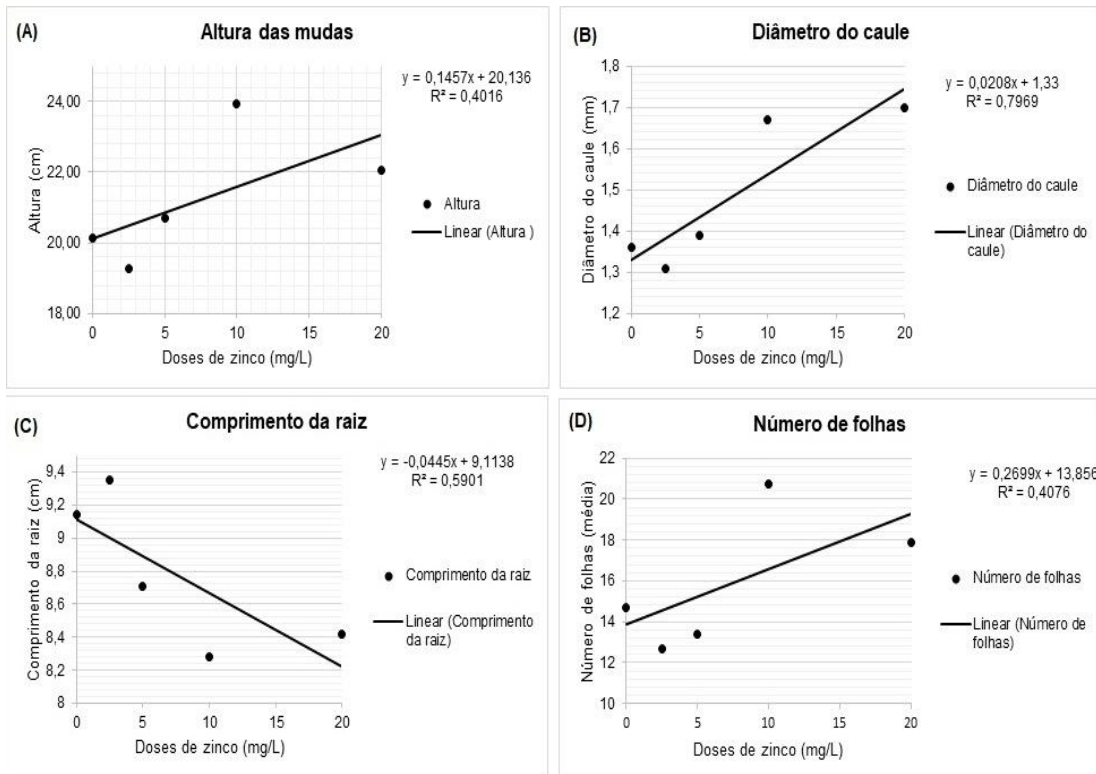 (A)
Altura das mudas
y = 0,1457x + 20,136
R² = 0,4016
24,00
22,00
20,00
18,00
Altura (cm)
0 5 10 15 20
Doses de zinco (mg/L)
Altura
Linear (Altura )
(B)
Diâmetro do caule
y = 0,0208x + 1,33
R² = 0,7969
1,8
1,7
1,6
1,5
1,4
1,3
1,2
Diâmetro do caule (mm)
0 5 10 15 20
Doses de zinco (mg/L)
Diâmetro do caule
Linear (Diâmetro do
caule)
(C)
Comprimento da raiz
y = -0,0445x + 9,1138
R² = 0,5901
9,4
9,2
9
8,8
8,6
8,4
8,2
8
Comprimento da raiz (cm)
0 5 10 15 20
Doses de zinco (mg/L)
Comprimento da raiz
Linear (Comprimento
da raiz)
(D)
Número de folhas
y = 0,2699x + 13,856
R² = 0,4076
22
20
18
16
14
12
10
Número de folhas (média)
0 5 10 15 20
Doses de zinco (mg/L)
Número de folhas
Linear (Número de
folhas)